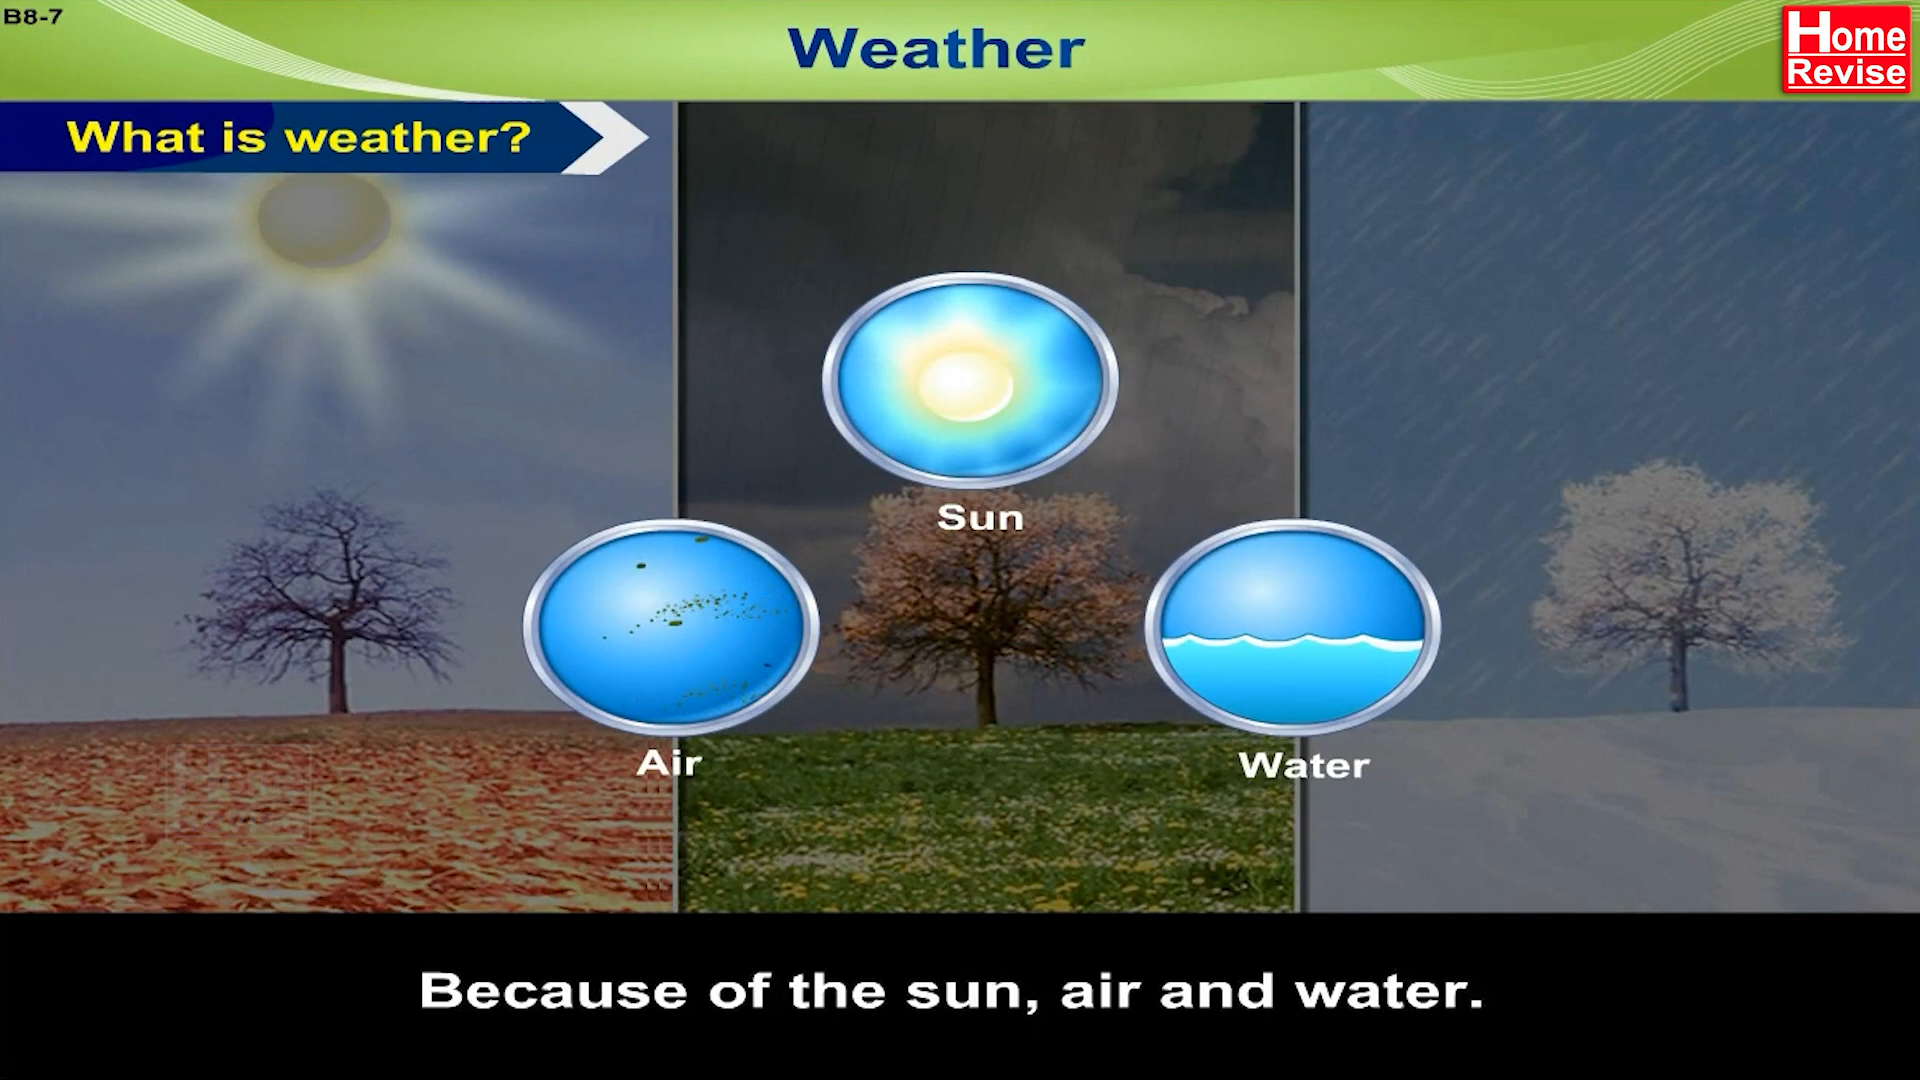 B8-7
Weather
Home
Revise
What is weather?
Sun
Air
Water
Because of the sun, air and water.